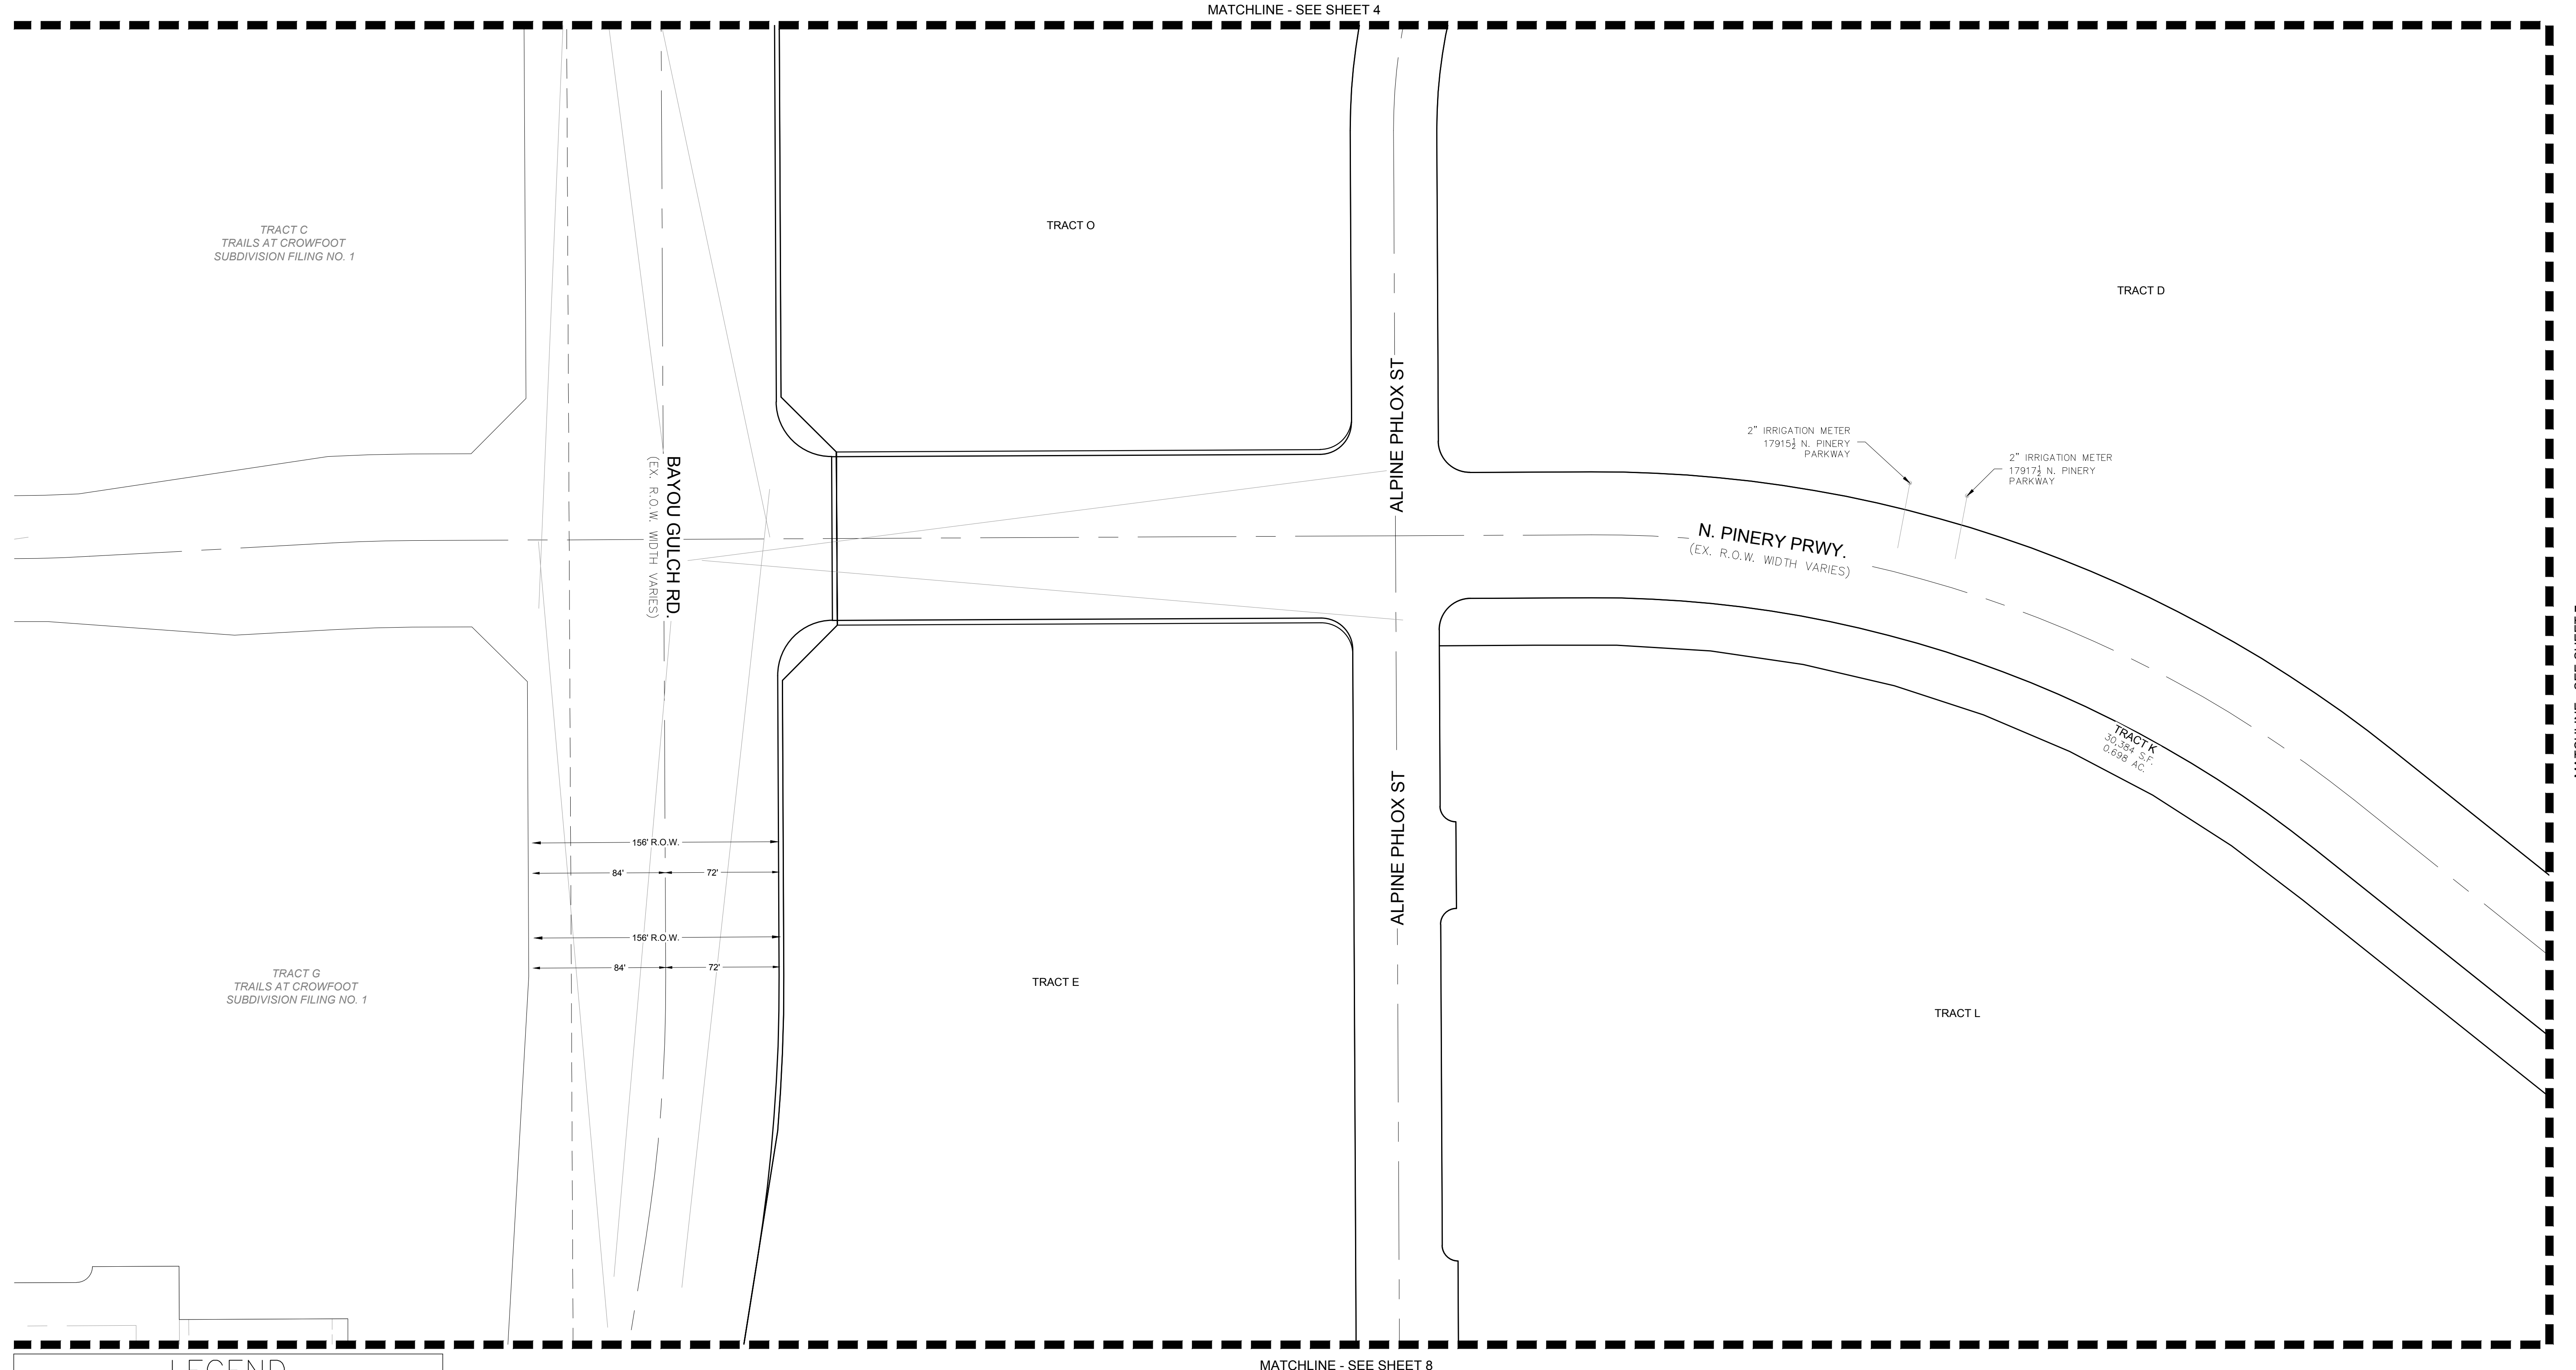 MATCHLINE - SEE SHEET 4
TRACT C
TRAILS AT CROWFOOT
SUBDIVISION FILING NO. 1
TRACT O
TRACT D
ALPINE PHLOX ST
2" IRRIGATION METER
17915½ N. PINERY
PARKWAY
2" IRRIGATION METER
17917½ N. PINERY
PARKWAY
BAYOU GULCH RD.
(EX. R.O.W. WIDTH VARIES)
N. PINERY PRWY.
(EX. R.O.W. WIDTH VARIES)
TRACT K
30,384 S.F.
0.698 AC.
ALPINE PHLOX ST
156' R.O.W.
84'
72'
156' R.O.W.
84'
72'
TRACT G
TRAILS AT CROWFOOT
SUBDIVISION FILING NO. 1
TRACT E
TRACT L
LEGEND
MATCHLINE - SEE SHEET 8